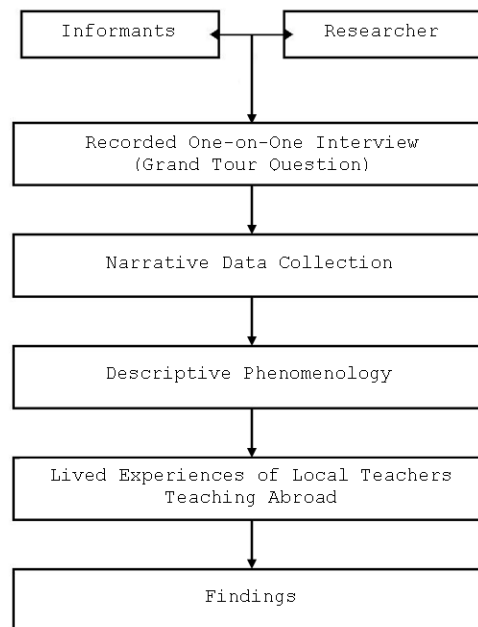 Informants
Researcher
Recorded One-on-One Interview
(Grand Tour Question)
Narrative Data Collection
Descriptive Phenomenology
Lived Experiences of Local Teachers
Teaching Abroad
Findings